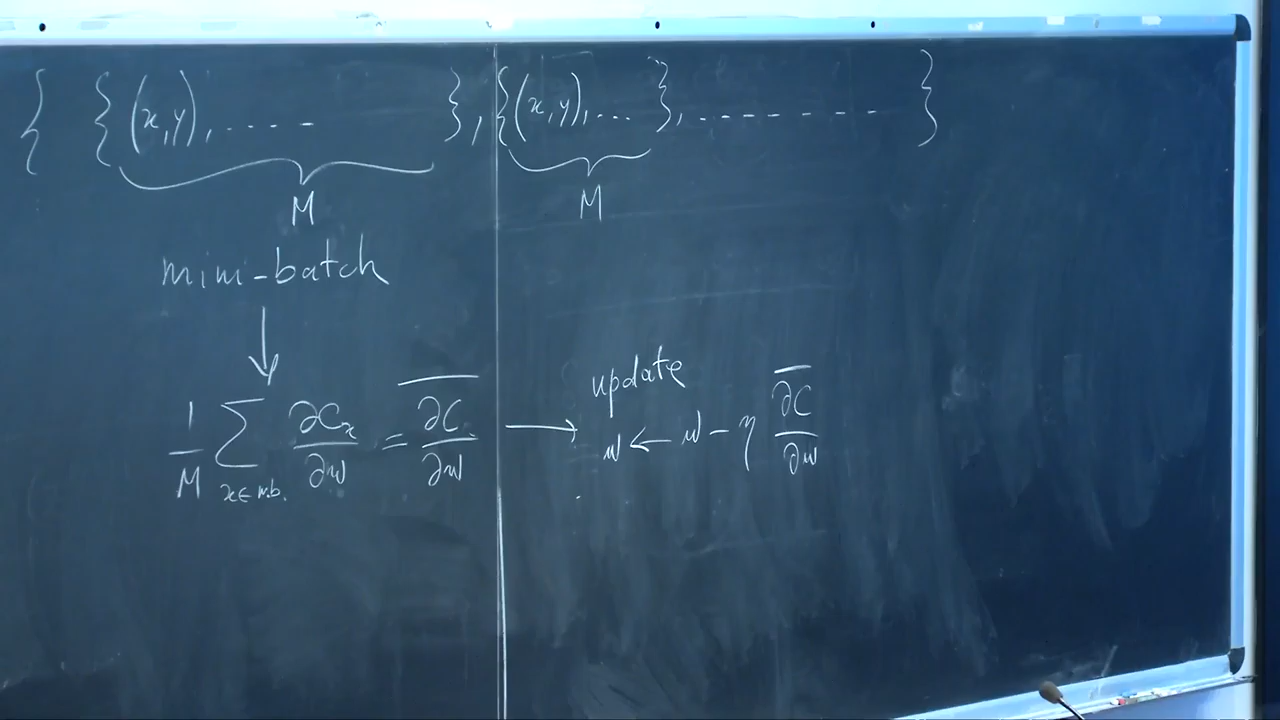 { {(x,y),..... }, {(x,y),...}, -------- }
M M
mini-batch
↓
update
1/M ∑_{x∈m.b.} ∂C_x/∂w = \overline{∂C/∂w} → w ← w - η \overline{∂C/∂w}